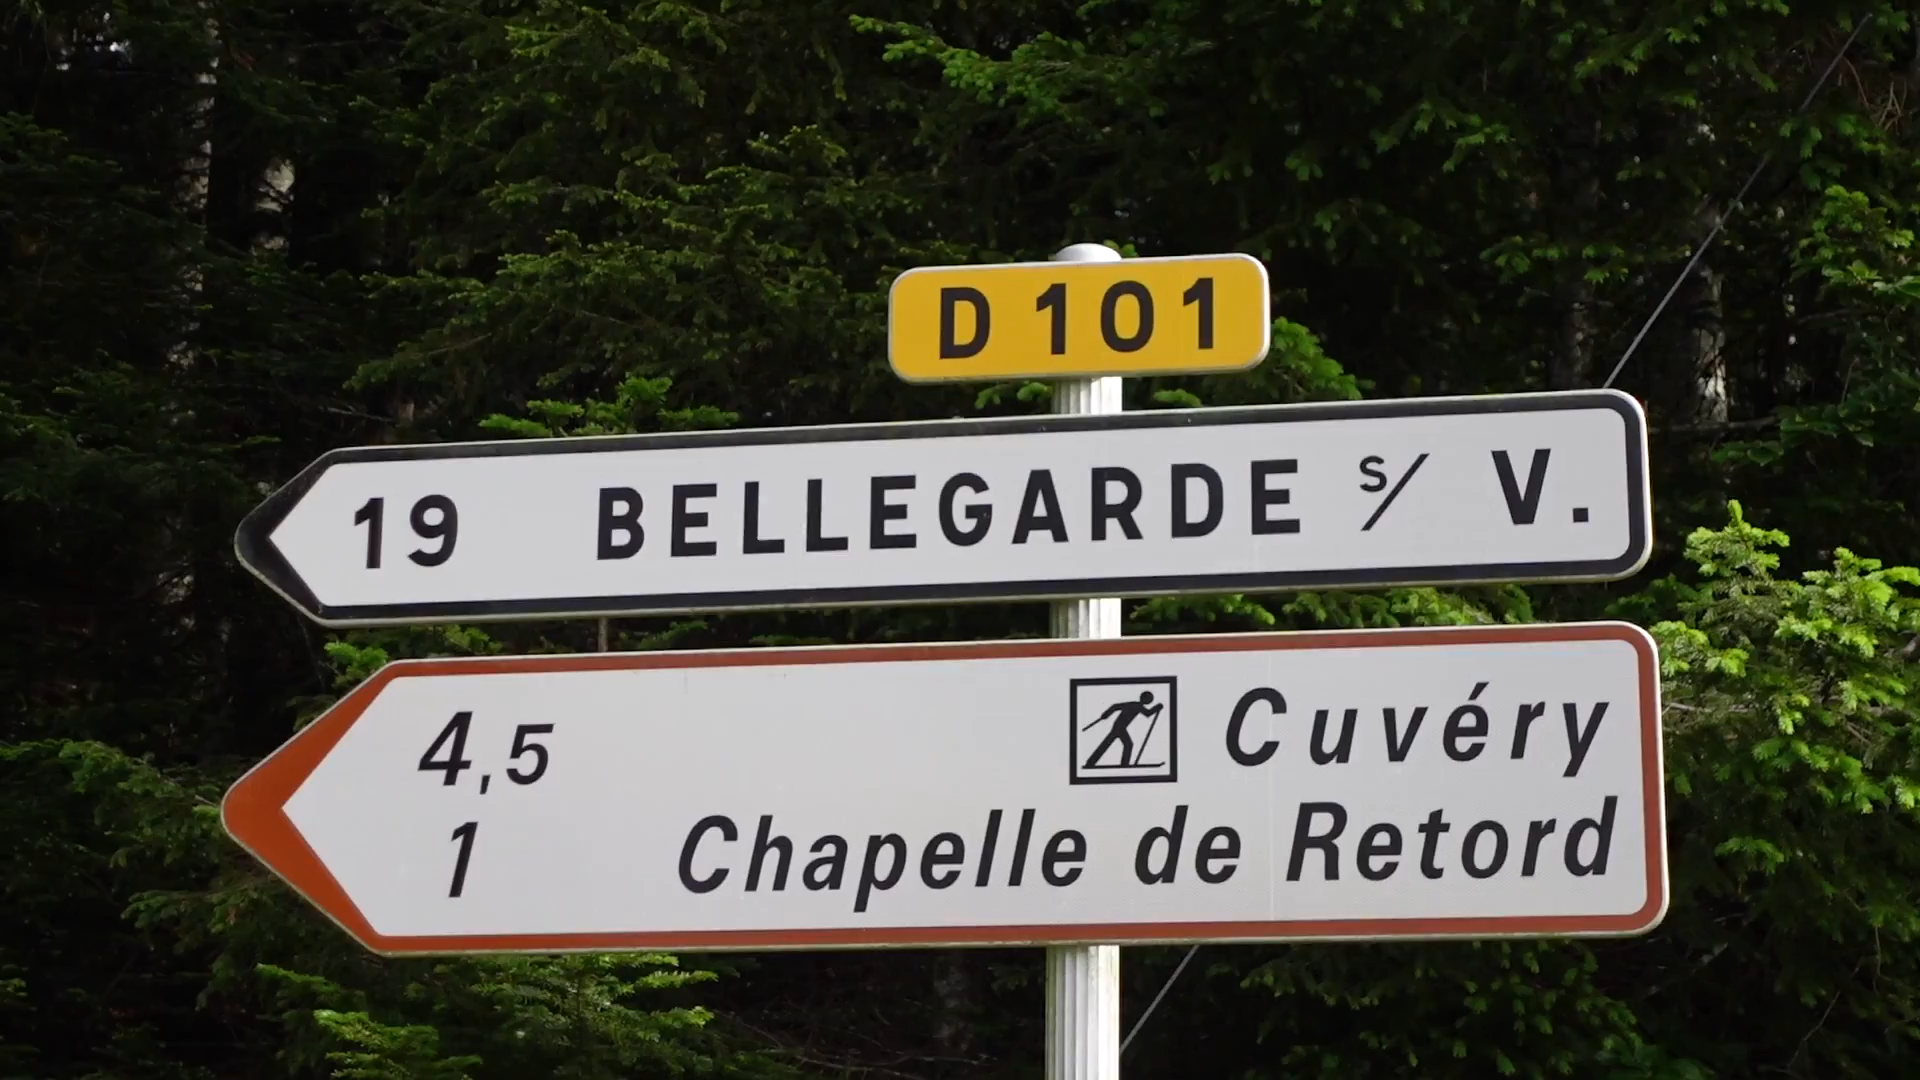 D 101
19 BELLEGARDE s/ V.
4,5 Cuvéry
1 Chapelle de Retord